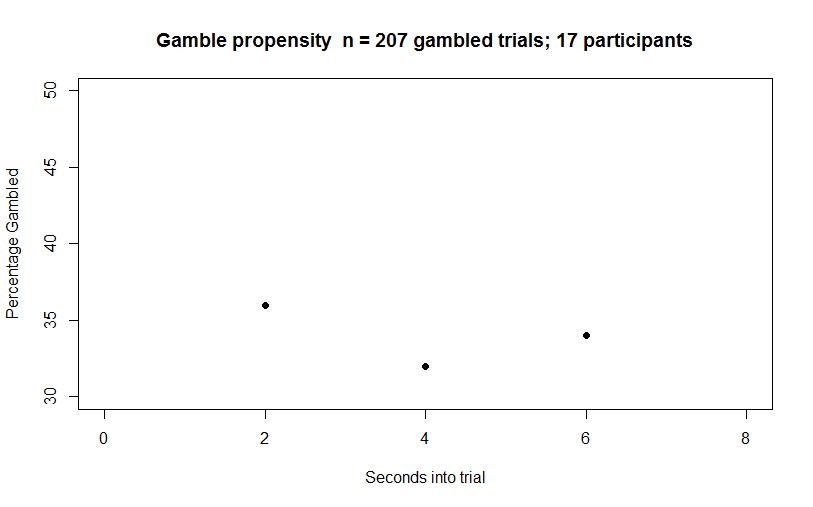 Gamble propensity  n = 207 gambled trials; 17 participants
Percentage Gambled
50
45
40
35
30
0 2 4 6 8
Seconds into trial